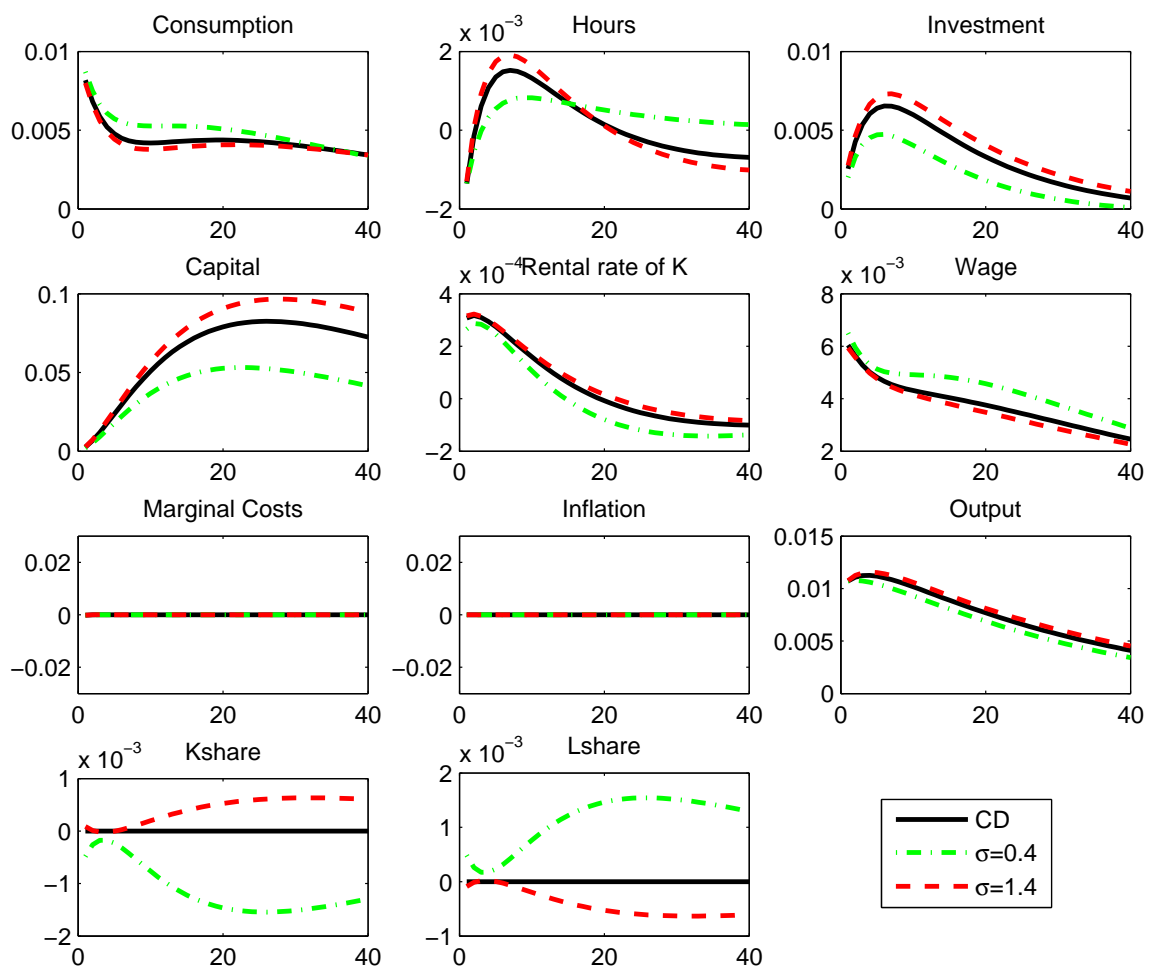 Consumption
0.01
0.005
0
0 20 40
Hours
x 10−3
2
0
−2
0 20 40
Investment
0.01
0.005
0
0 20 40
Capital
0.1
0.05
0
0 20 40
Rental rate of K
x 10−4
4
2
0
−2
0 20 40
Wage
x 10−3
8
6
4
2
0 20 40
Marginal Costs
0.02
0
−0.02
0 20 40
Inflation
0.02
0
−0.02
0 20 40
Output
0.015
0.01
0.005
0
0 20 40
Kshare
x 10−3
1
0
−1
−2
0 20 40
Lshare
x 10−3
2
1
0
−1
0 20 40
CD
σ=0.4
σ=1.4